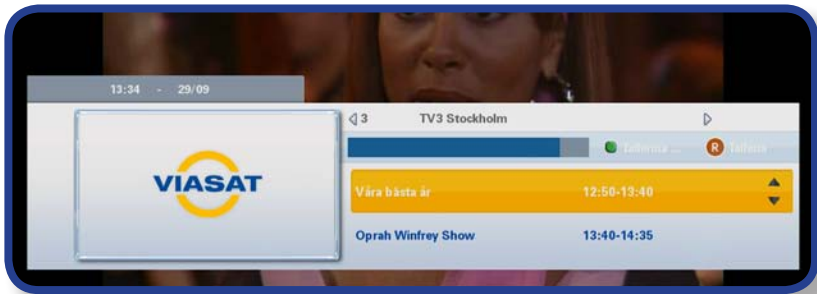 13:34 - 29/09
3 TV3 Stockholm
R
VIASAT
Våra bästa år 12:50-13:40
Oprah Winfrey Show 13:40-14:35